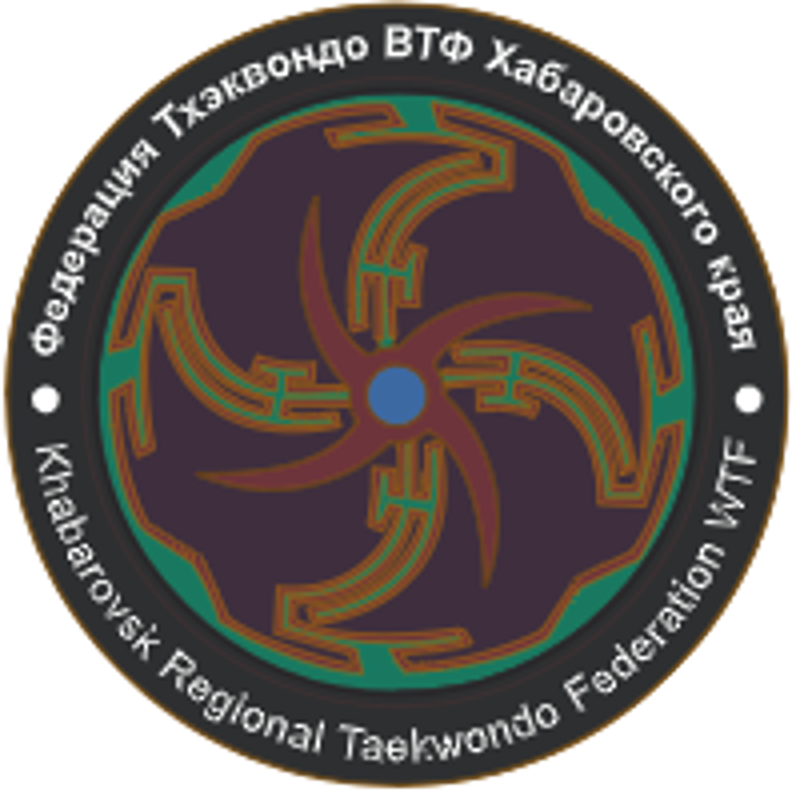 Федерация Тхэквондо ВТФ Хабаровского края
Khabarovsk Regional Taekwondo Federation WTF